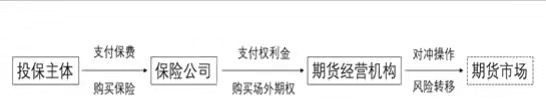 支付保费
支付权利金
对冲操作
投保主体
保险公司
期货经营机构
期货市场
购买保险
购买场外期权
风险转移